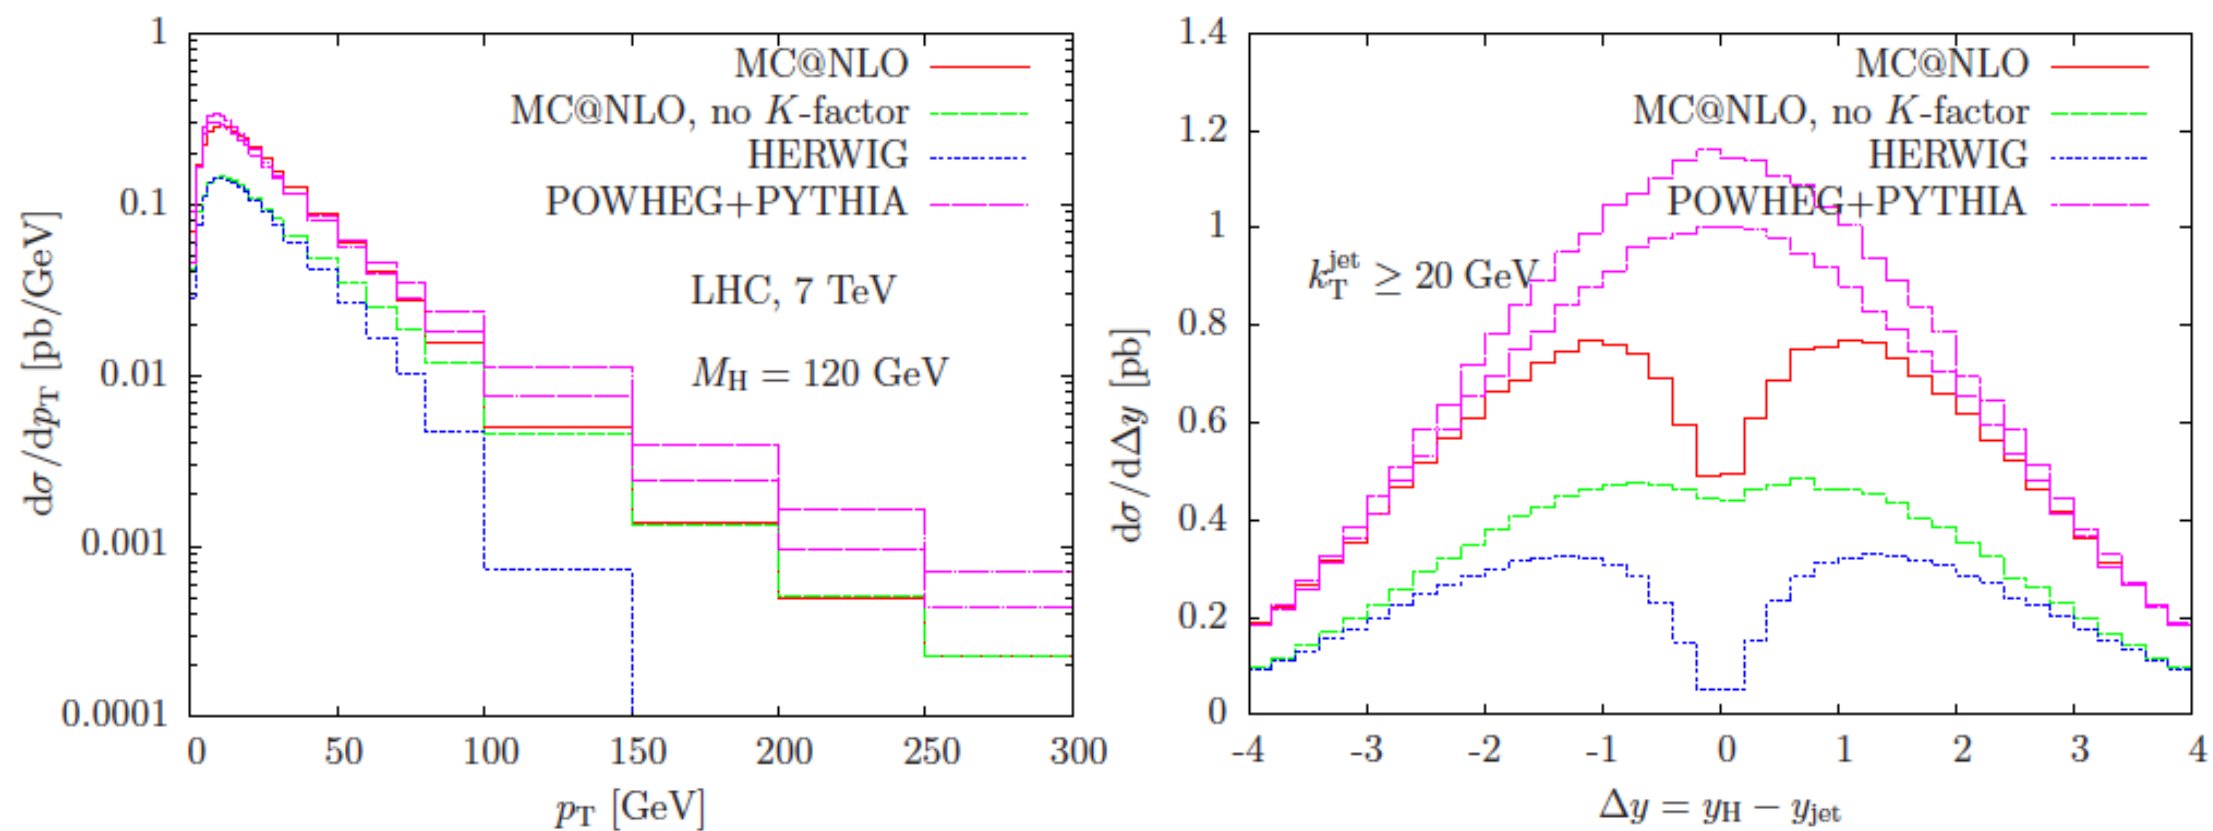 1
0.1
0.01
0.001
0.0001
dσ/dp_T [pb/GeV]
MC@NLO
MC@NLO, no K-factor
HERWIG
POWHEG+PYTHIA
LHC, 7 TeV
M_H = 120 GeV
0 50 100 150 200 250 300
p_T [GeV]
1.4
1.2
1
0.8
0.6
0.4
0.2
0
dσ/dΔy [pb]
MC@NLO
MC@NLO, no K-factor
HERWIG
POWHEG+PYTHIA
k_T^jet ≥ 20 GeV
-4 -3 -2 -1 0 1 2 3 4
Δy = y_H − y_jet